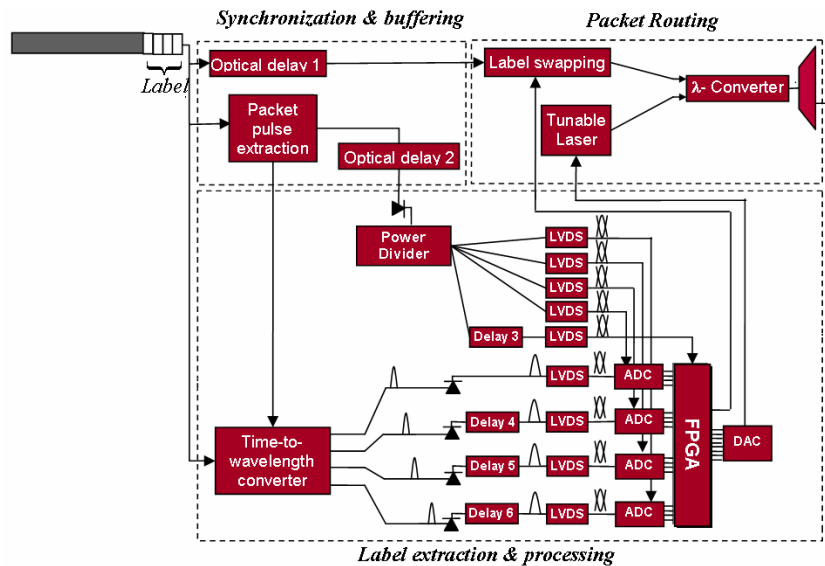 Synchronization & buffering
Packet Routing
Label
Optical delay 1
Label swapping
λ- Converter
Packet
pulse
extraction
Tunable
Laser
Optical delay 2
Power
Divider
LVDS
LVDS
LVDS
LVDS
Delay 3
LVDS
LVDS
ADC
Delay 4
LVDS
ADC
FPGA
DAC
Time-to-
wavelength
converter
Delay 5
LVDS
ADC
Delay 6
LVDS
ADC
Label extraction & processing